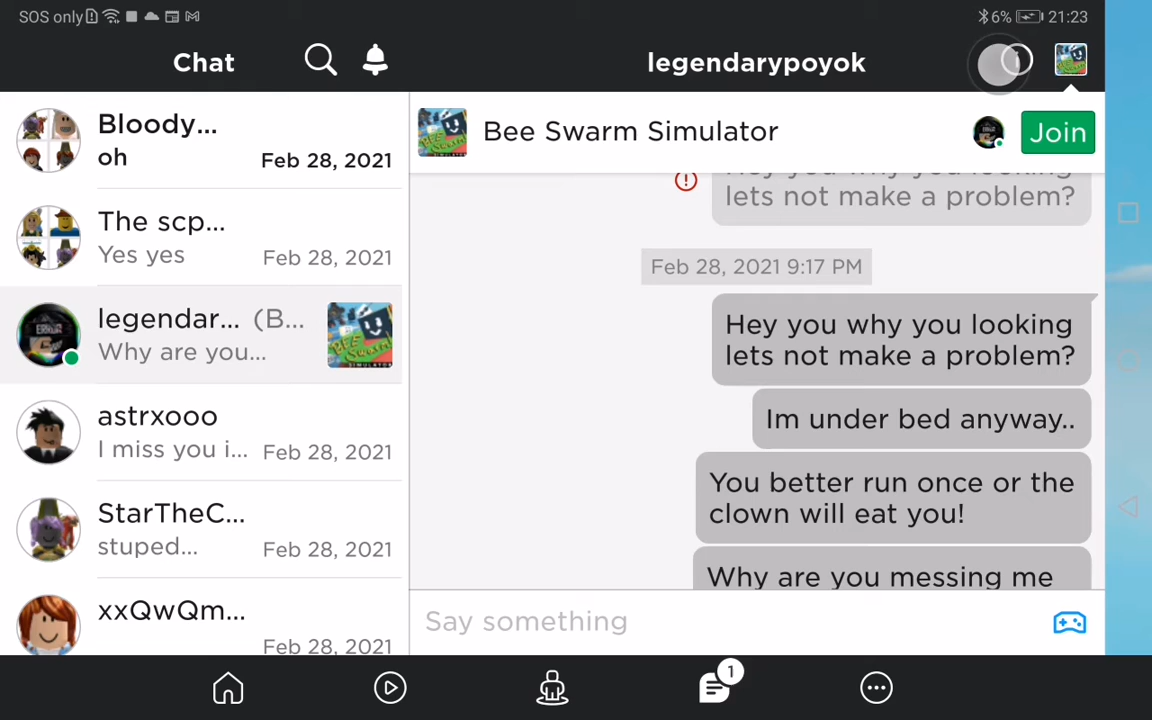 SOS only
6% 21:23
Chat
legendarypoyok
Bloody...
oh
Feb 28, 2021
The scp...
Yes yes
Feb 28, 2021
legendar... (B...
Why are you...
BEE SWARM
SIMULATOR
astrxooo
I miss you i...
Feb 28, 2021
StarTheC...
stuped...
Feb 28, 2021
xxQwQm...
Feb 28, 2021
Bee Swarm Simulator
Join
Hey you why you looking
lets not make a problem?
Feb 28, 2021 9:17 PM
Hey you why you looking
lets not make a problem?
Im under bed anyway..
You better run once or the
clown will eat you!
Why are you messing me
Say something
1